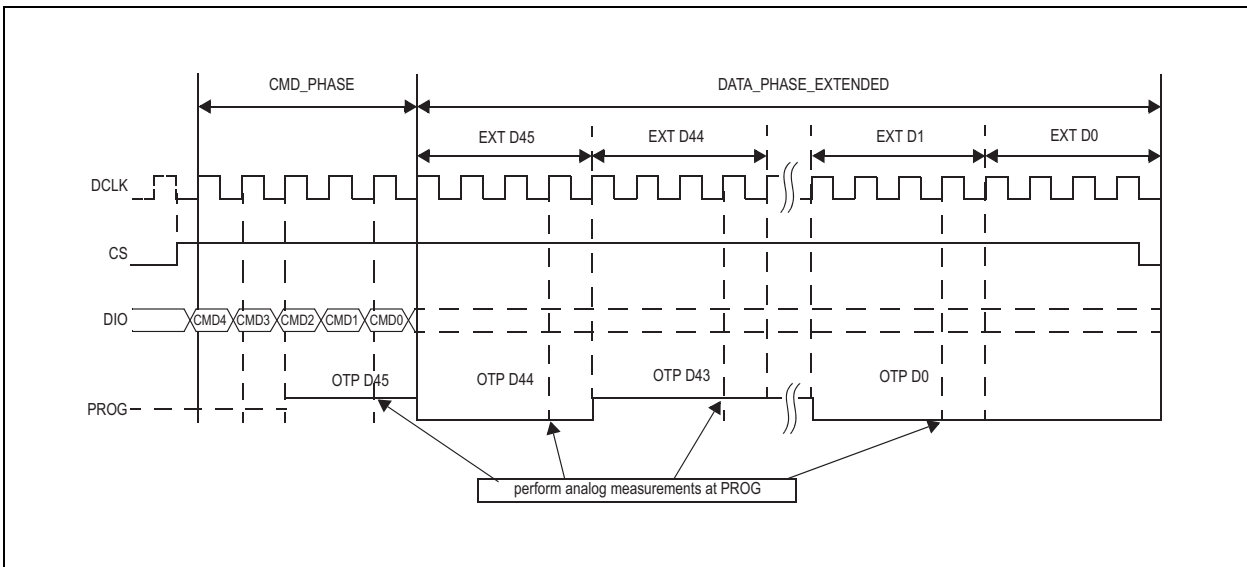 CMD_PHASE DATA_PHASE_EXTENDED
EXT D45 EXT D44 EXT D1 EXT D0
DCLK
CS
DIO CMD4 CMD3 CMD2 CMD1 CMD0
OTP D45 OTP D44 OTP D43 OTP D0
PROG
perform analog measurements at PROG